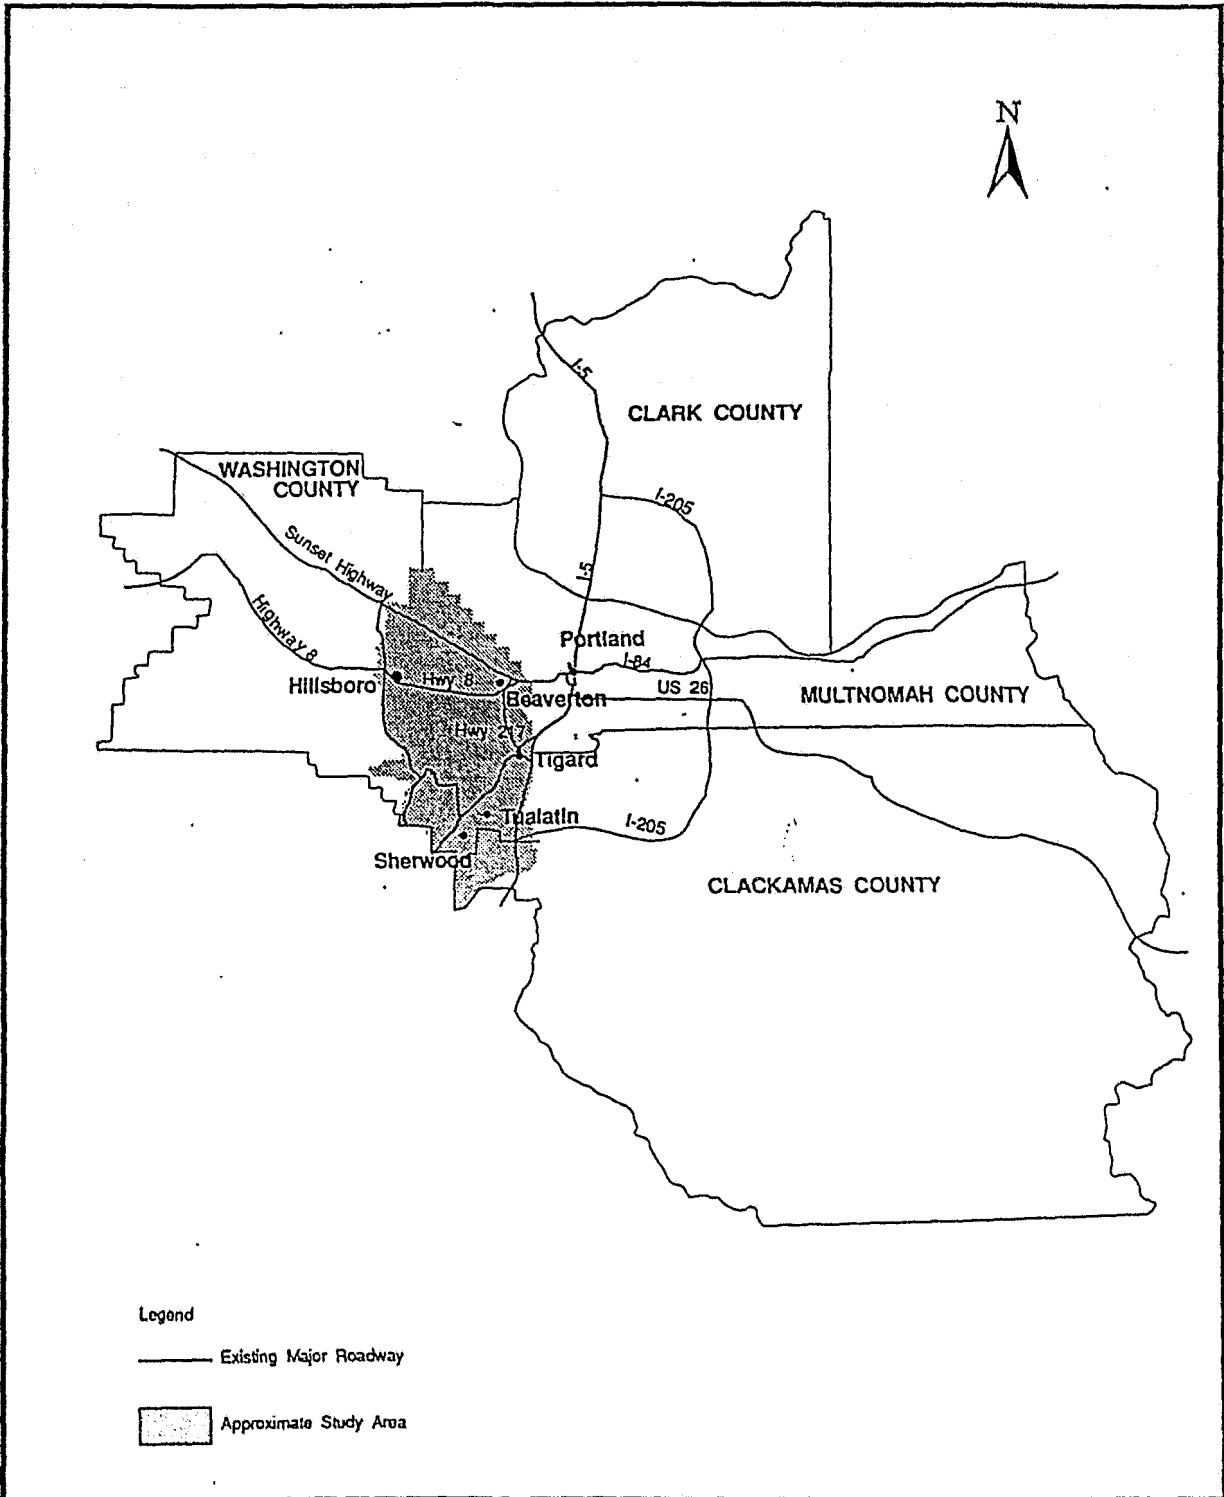 N
I-5
CLARK COUNTY
WASHINGTON
COUNTY
I-205
Sunset Highway
I-5
Highway 8
Portland
I-84
Hillsboro
Hwy 8
US 26
Beaverton
MULTNOMAH COUNTY
Hwy 217
Tigard
Tualatin
I-205
Sherwood
CLACKAMAS COUNTY
Legend
Existing Major Roadway
Approximate Study Area